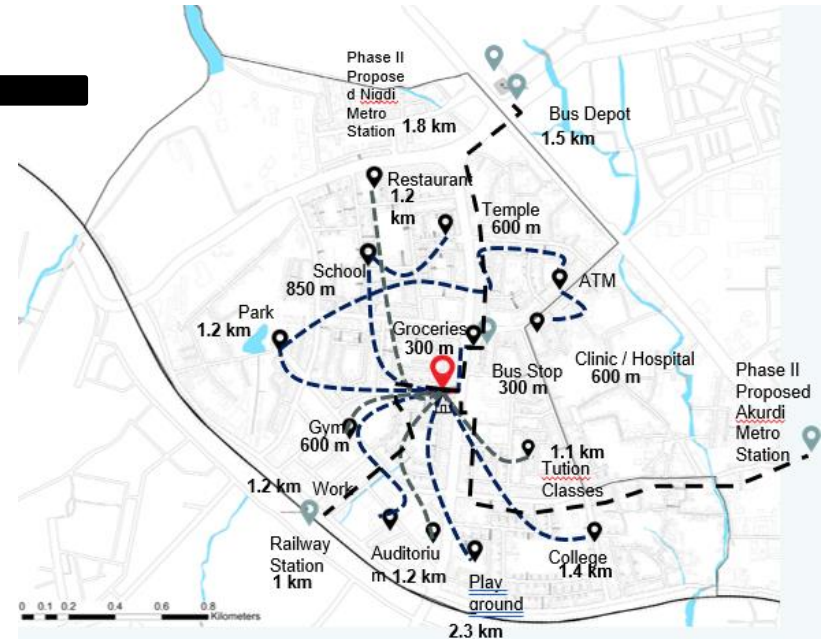 Phase II
Propose
d Nigdi
Metro
Station
1.8 km
Bus Depot
1.5 km
Restaurant
1.2
km
Temple
600 m
School
850 m
ATM
Park
1.2 km
Groceries
300 m
Bus Stop
300 m
Clinic / Hospital
600 m
Phase II
Proposed
Akurdi
Metro
Station
Gym
600 m
1.1 km
Tution
Classes
1.2 km
Work
Railway
Station
1 km
Auditoriu
m 1.2 km
Play
ground
2.3 km
College
1.4 km
0 0.1 0.2 0.4 0.6 0.8
Kilometers